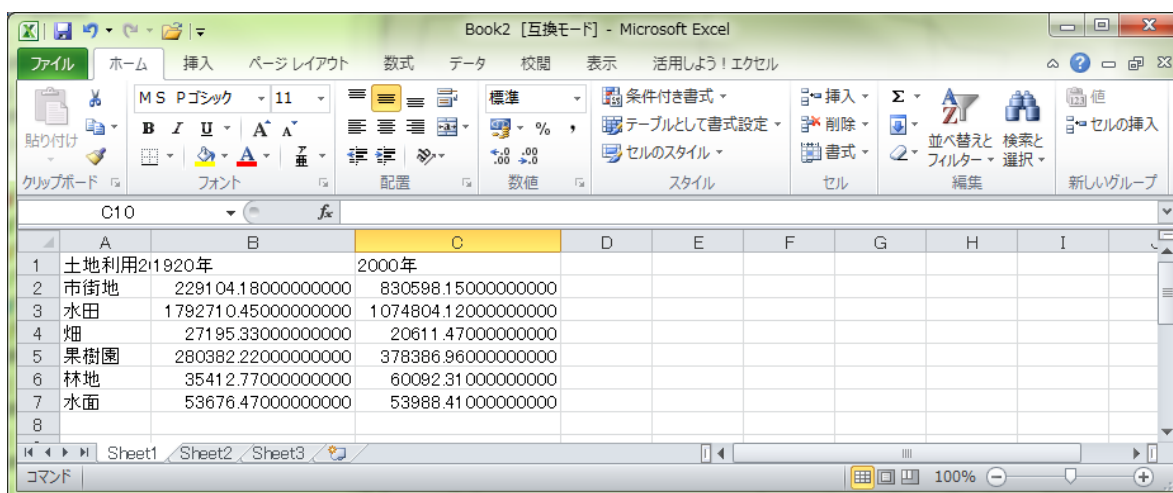 Book2 [互換モード] - Microsoft Excel
ファイル ホーム 挿入 ページ レイアウト 数式 データ 校閲 表示 活用しよう！エクセル
貼り付け
クリップボード
ＭＳ Ｐゴシック 11
B I U A A
A 亜
フォント
配置
標準
% ,
.0 .00 .00 .0
数値
条件付き書式
テーブルとして書式設定
セルのスタイル
スタイル
挿入
削除
書式
セル
Σ
並べ替えと フィルター
検索と 選択
編集
値
セルの挿入
新しいグループ
C10 fx
A B C D E F G H I
1 土地利用2 1920年 2000年
2 市街地 229104.18000000000 830598.15000000000
3 水田 1792710.45000000000 1074804.12000000000
4 畑 27195.33000000000 20611.47000000000
5 果樹園 280382.22000000000 378386.96000000000
6 林地 35412.77000000000 60092.31000000000
7 水面 53676.47000000000 53988.41000000000
8
Sheet1 Sheet2 Sheet3
コマンド 100%